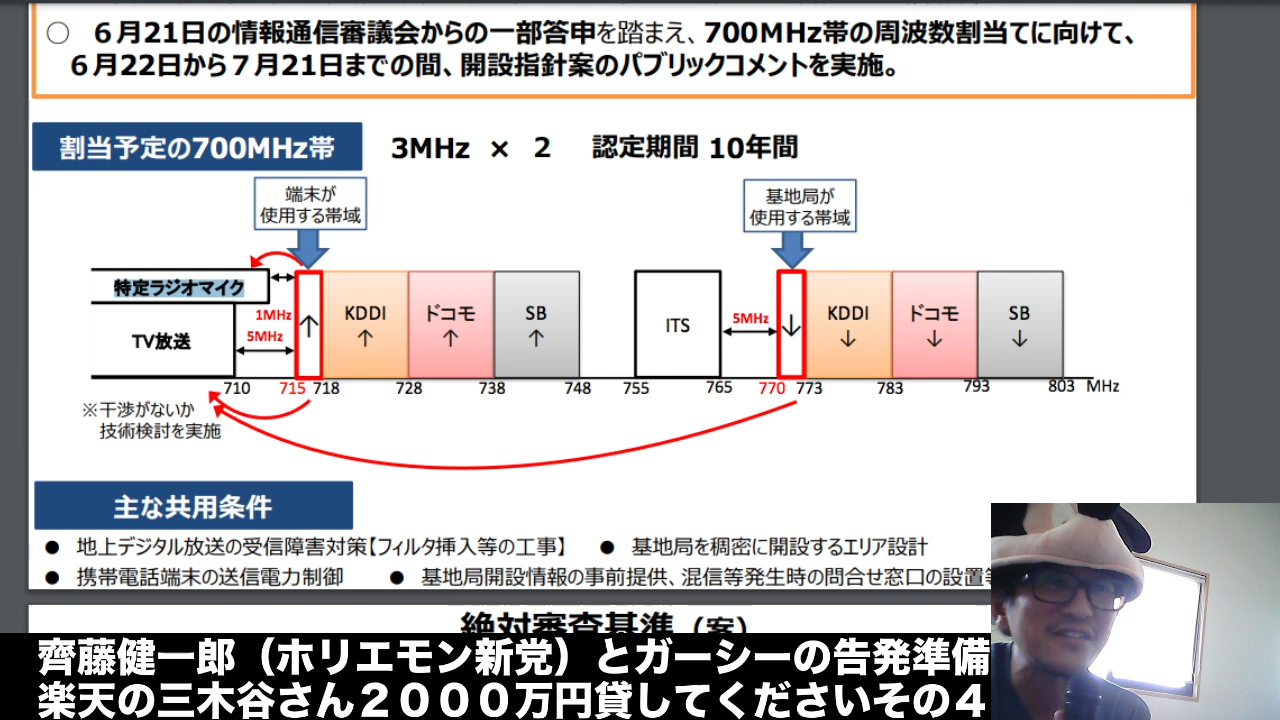 ○ 6月21日の情報通信審議会からの一部答申を踏まえ、700MHz帯の周波数割当てに向けて、
6月22日から7月21日までの間、開設指針案のパブリックコメントを実施。
割当予定の700MHz帯 3MHz × 2 認定期間 10年間
端末が
使用する帯域
基地局が
使用する帯域
特定ラジオマイク
TV放送
1MHz
5MHz
↑
KDDI
↑
ドコモ
↑
SB
↑
ITS
5MHz
↓
KDDI
↓
ドコモ
↓
SB
↓
710 715 718 728 738 748 755 765 770 773 783 793 803 MHz
※干渉がないか
技術検討を実施
主な共用条件
● 地上デジタル放送の受信障害対策【フィルタ挿入等の工事】 ● 基地局を稠密に開設するエリア設計
● 携帯電話端末の送信電力制御 ● 基地局開設情報の事前提供、混信等発生時の問合せ窓口の設置等
絶対審査基準（案）
齊藤健一郎（ホリエモン新党）とガーシーの告発準備
楽天の三木谷さん２０００万円貸してくださいその４